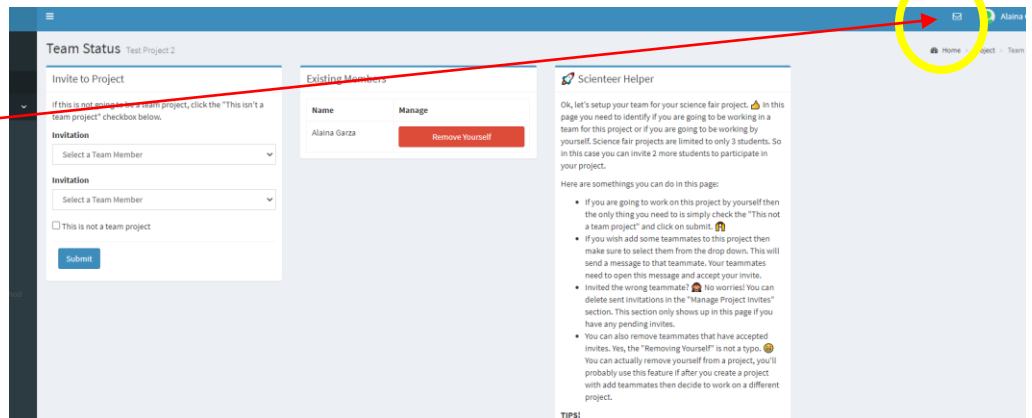 Alaina
Team Status Test Project 2
Home
Project
Team
Invite to Project
If this is not going to be a team project, click the "This isn't a
team project" checkbox below.
Invitation
Select a Team Member
Invitation
Select a Team Member
This is not a team project
Submit
Existing Members
Name Manage
Alaina Garza Remove Yourself
Scienteer Helper
Ok, let's setup your team for your science fair project. 👍 In this
page you need to identify if you are going to be working in a
team for this project or if you are going to be working by
yourself. Science fair projects are limited to only 3 students. So
in this case you can invite 2 more students to participate in
your project.
Here are somethings you can do in this page:
• If you are going to work on this project by yourself then
the only thing you need to is simply check the "This not
a team project" and click on submit.
• If you wish add some teammates to this project then
make sure to select them from the drop down. This will
send a message to that teammate. Your teammates
need to open this message and accept your invite.
• Invited the wrong teammate? No worries! You can
delete sent invitations in the "Manage Project Invites"
section. This section only shows up in this page if you
have any pending invites.
• You can also remove teammates that have accepted
invites. Yes, the "Removing Yourself" is not a typo.
You can actually remove yourself from a project, you'll
probably use this feature if after you create a project
with add teammates then decide to work on a different
project.
TIPS!